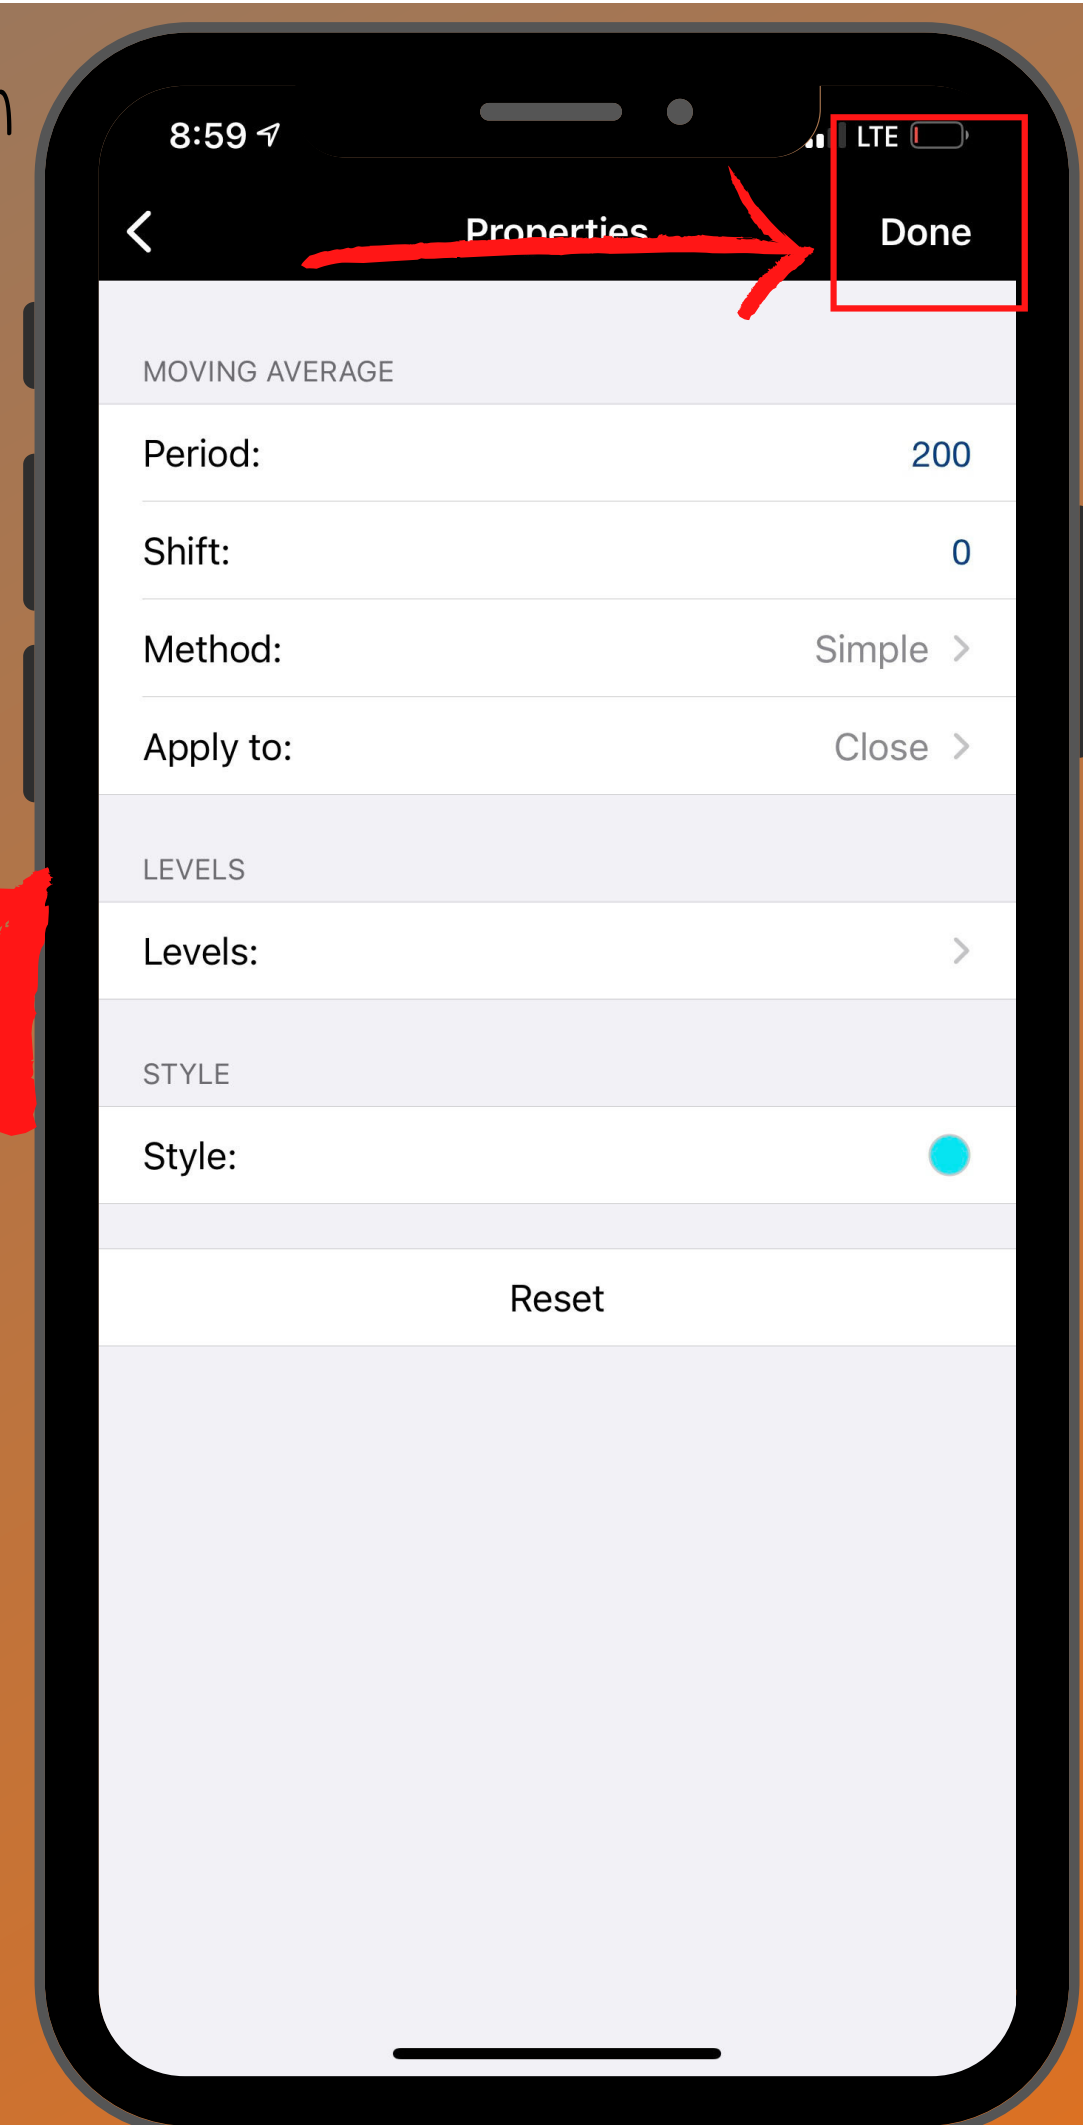 8:59
LTE
Properties
Done
MOVING AVERAGE
Period:
200
Shift:
0
Method:
Simple
Apply to:
Close
LEVELS
Levels:
STYLE
Style:
Reset